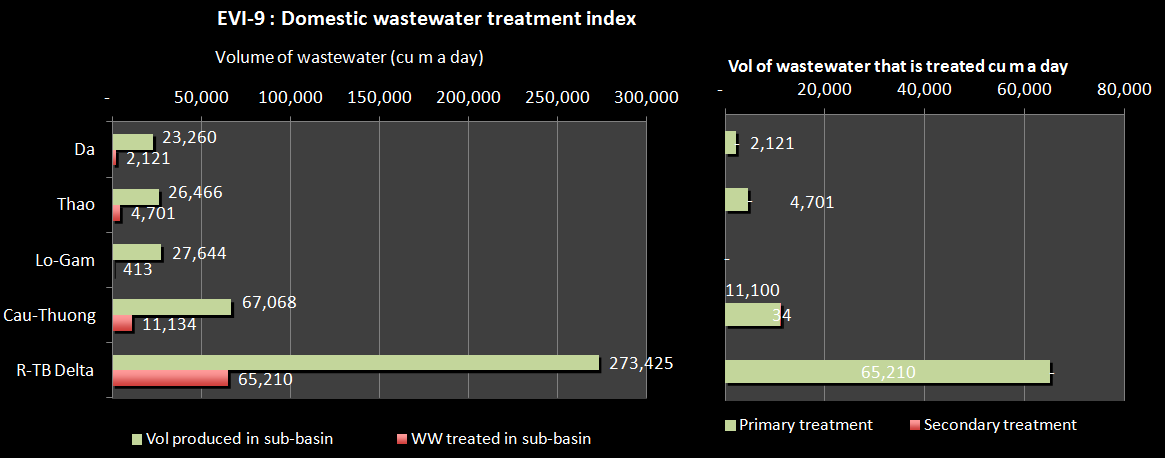 EVI-9 : Domestic wastewater treatment index
Volume of wastewater (cu m a day)
- 50,000 100,000 150,000 200,000 250,000 300,000
Da 23,260
2,121
Thao 26,466
4,701
Lo-Gam 27,644
413
Cau-Thuong 67,068
11,134
R-TB Delta 273,425
65,210
Vol produced in sub-basin WW treated in sub-basin
Vol of wastewater that is treated cu m a day
- 20,000 40,000 60,000 80,000
2,121 -
4,701 -
-
11,100
34
65,210 -
Primary treatment Secondary treatment